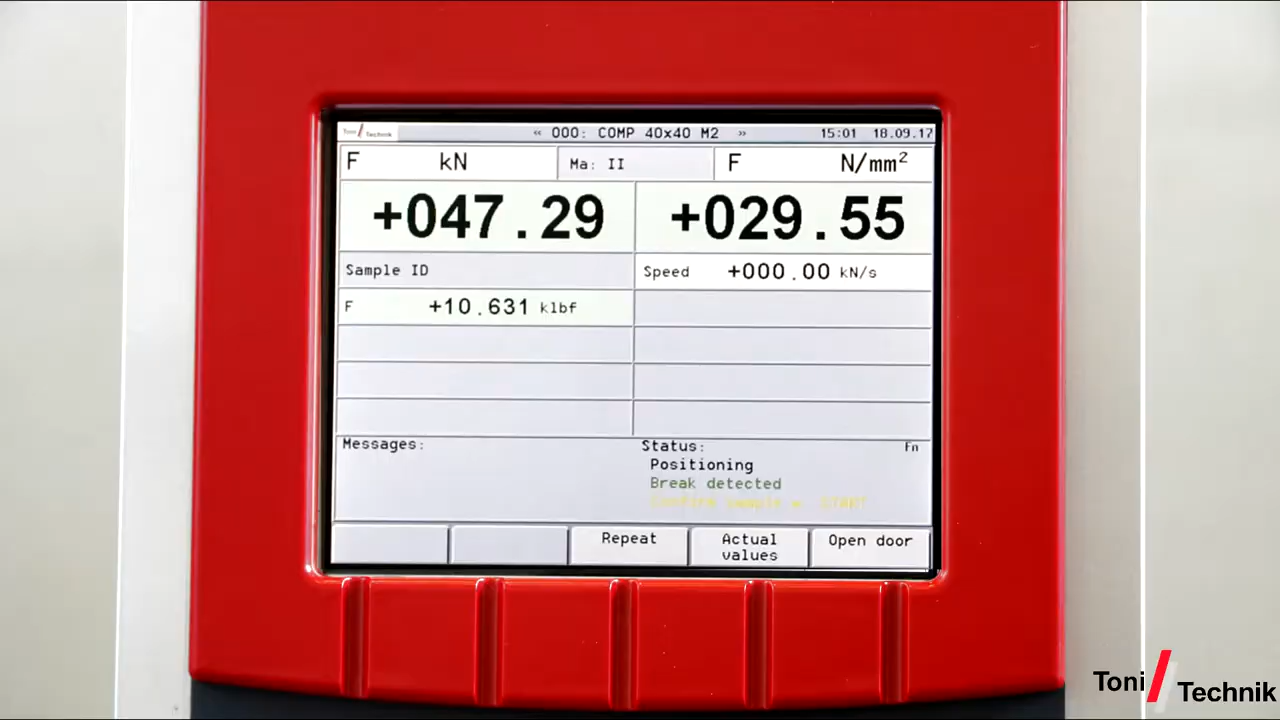 Toni Technik « 000: COMP 40x40 M2 » 15:01 18.09.17
F kN Ma: II F N/mm²
+047.29 +029.55
Sample ID Speed +000.00 kN/s
F +10.631 klbf
Messages: Status: Fn
Positioning
Break detected
Confirm sample = START
Repeat Actual values Open door
Toni Technik